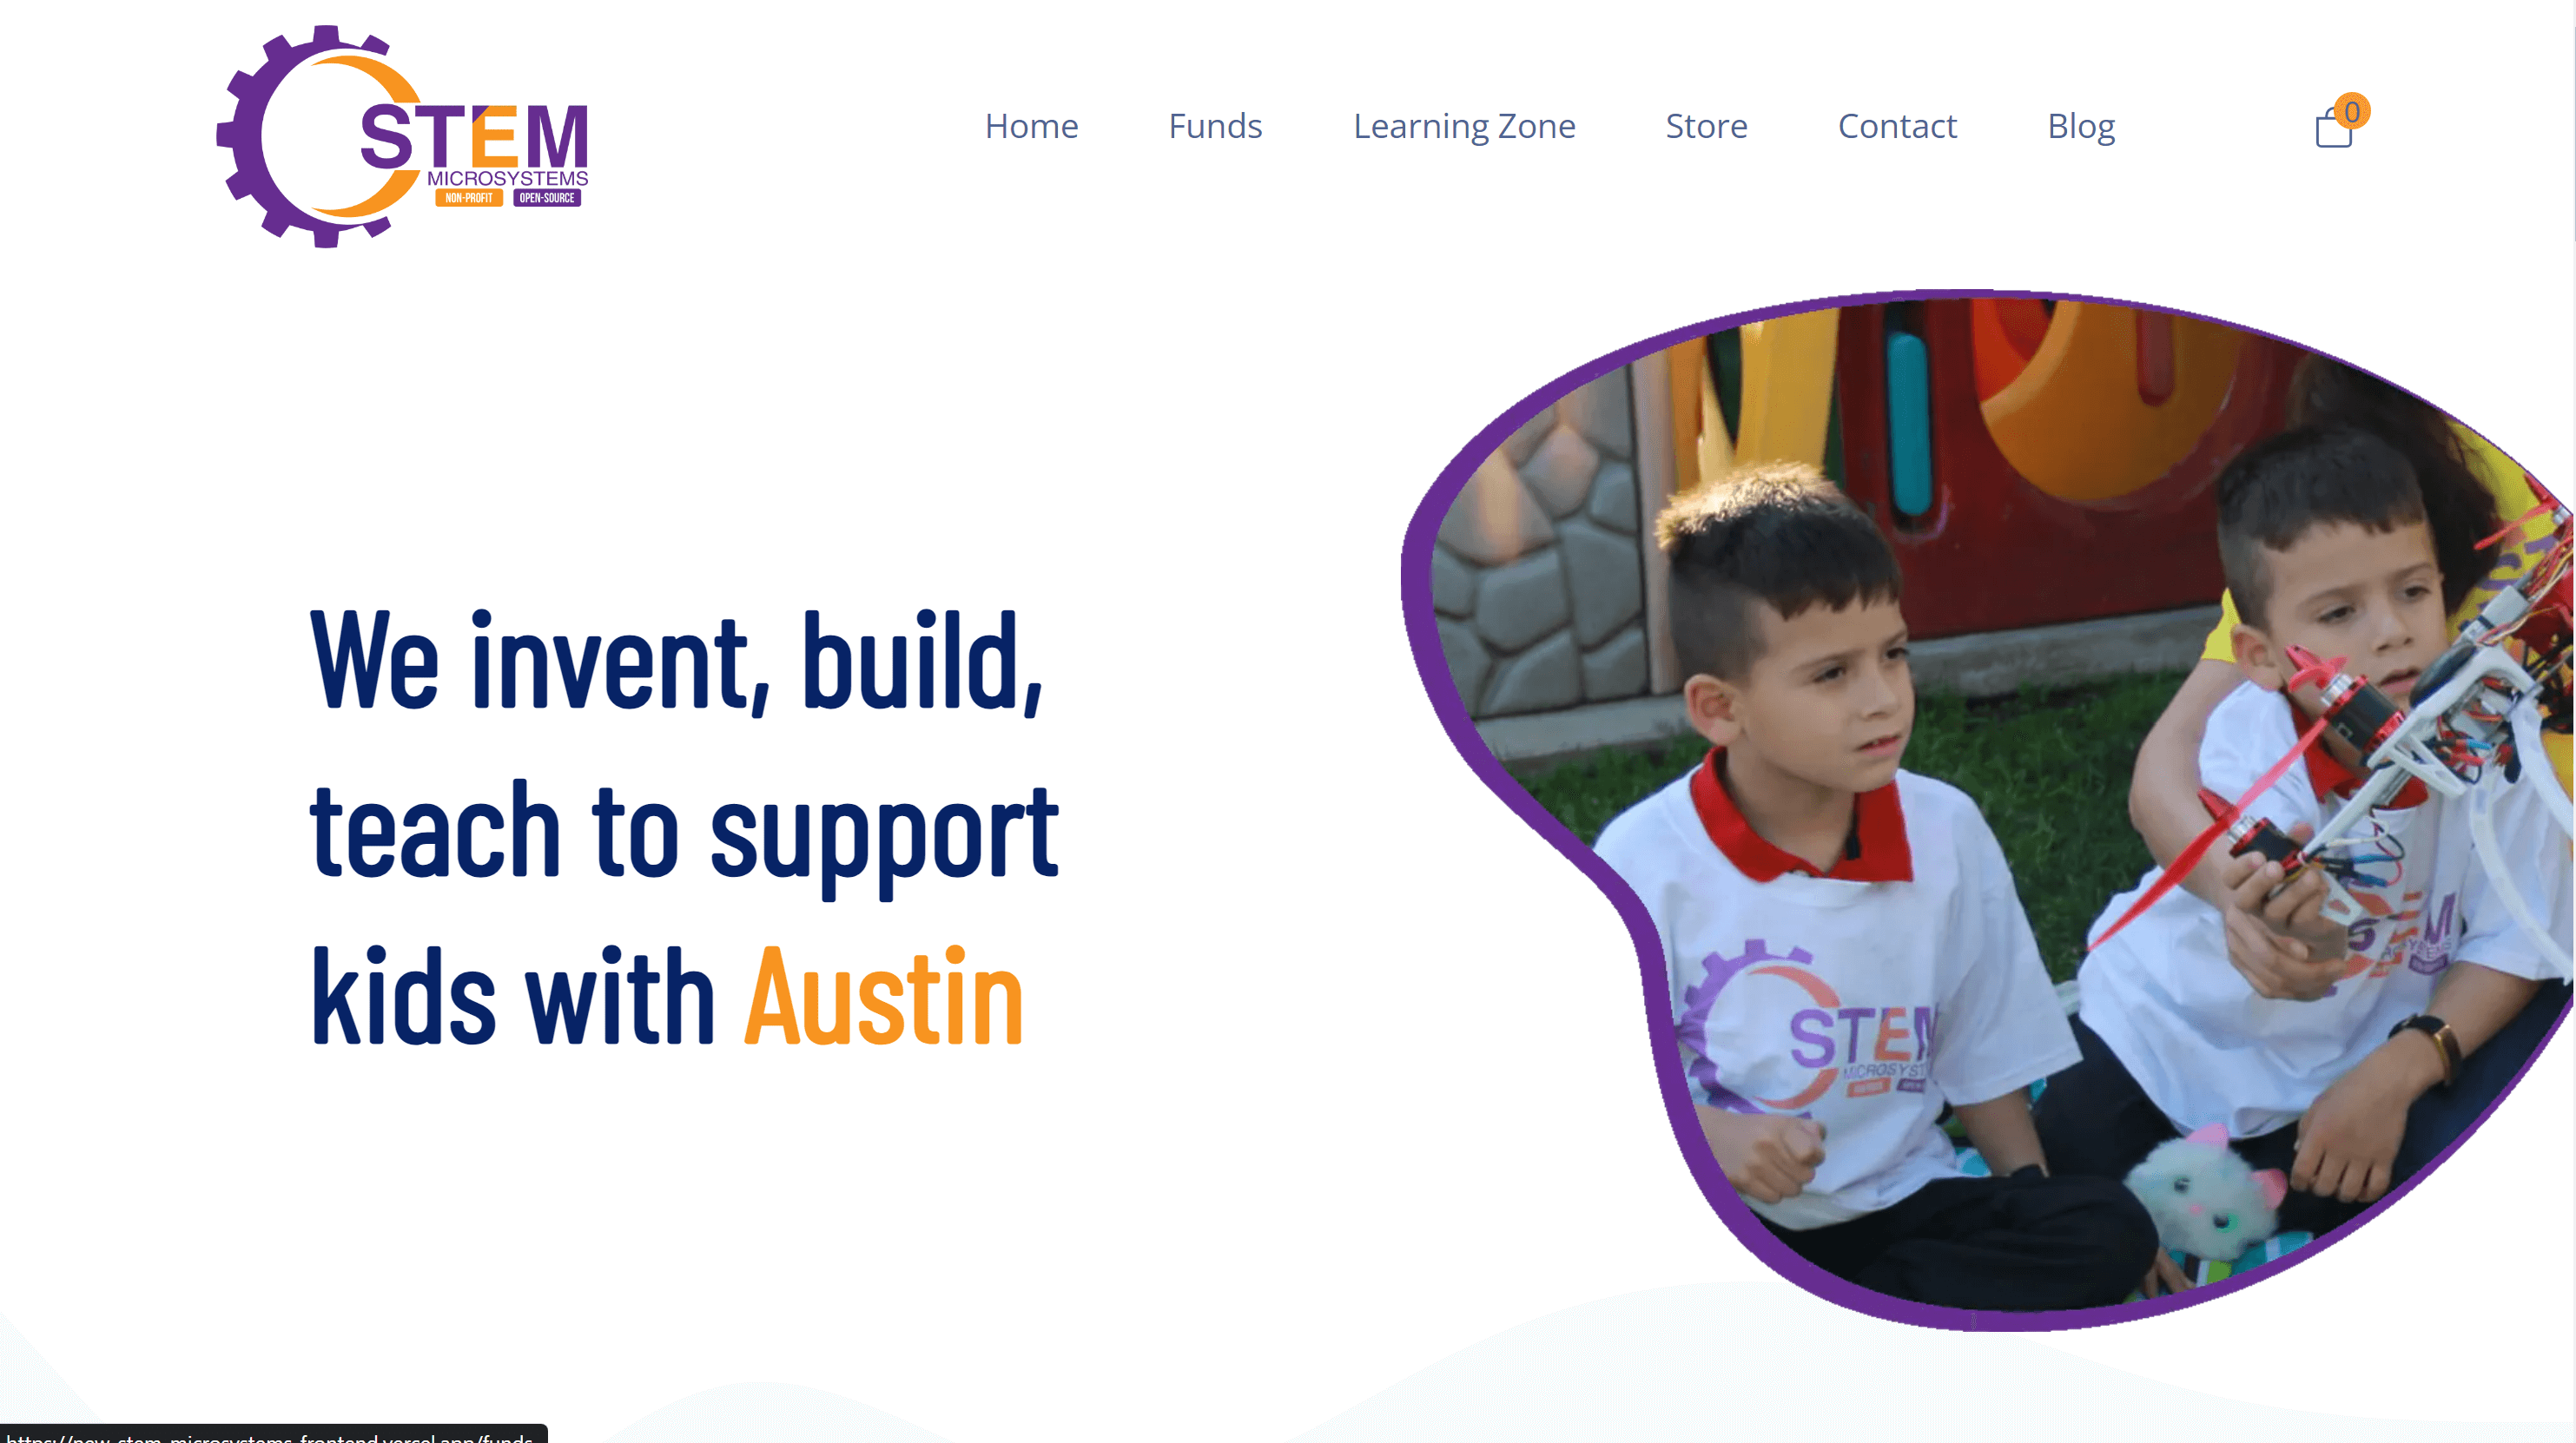 STEM
MICROSYSTEMS
NON-PROFIT OPEN-SOURCE
Home Funds Learning Zone Store Contact Blog
0
We invent, build,
teach to support
kids with Austin
STEM
MICROSYST
https://new-stem-microsystems-frontend.vercel.app/funds